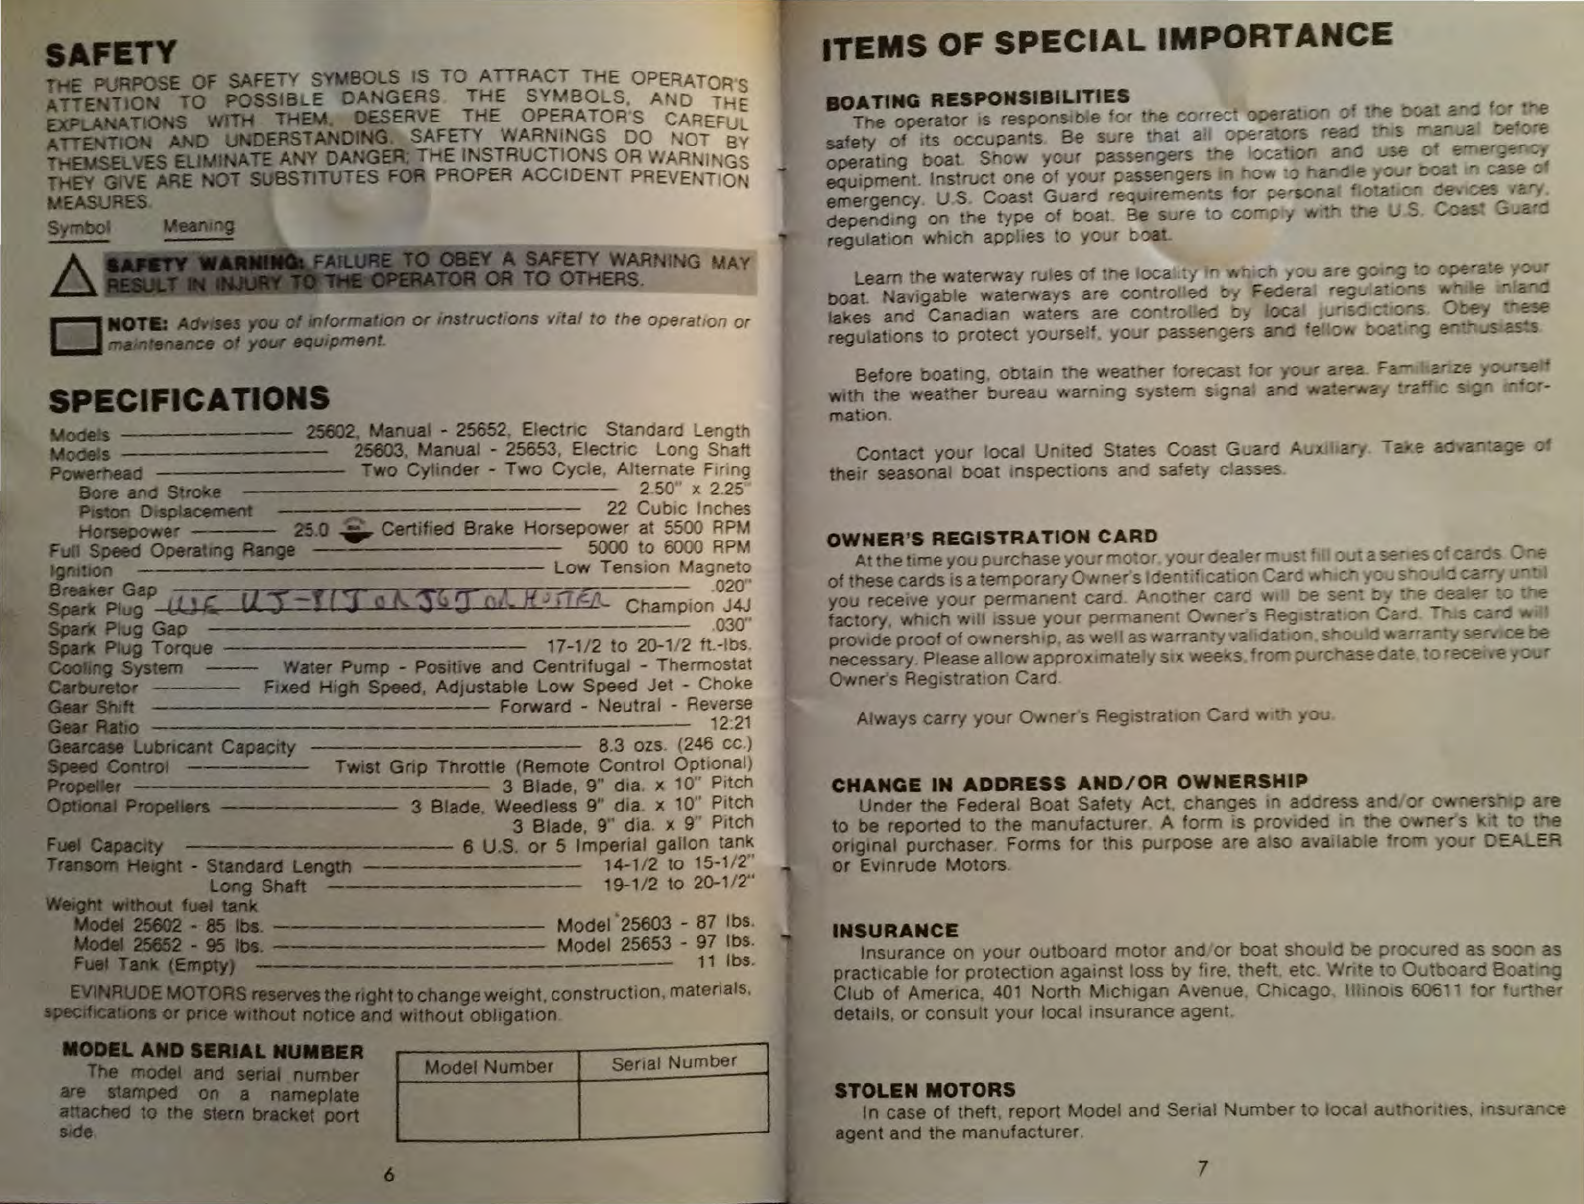 SAFETY
THE PURPOSE OF SAFETY SYMBOLS IS TO ATTRACT THE OPERATOR'S
ATTENTION TO POSSIBLE DANGERS. THE SYMBOLS, AND THE
EXPLANATIONS WITH THEM, DESERVE THE OPERATOR'S CAREFUL
ATTENTION AND UNDERSTANDING. SAFETY WARNINGS DO NOT BY
THEMSELVES ELIMINATE ANY DANGER; THE INSTRUCTIONS OR WARNINGS
THEY GIVE ARE NOT SUBSTITUTES FOR PROPER ACCIDENT PREVENTION
MEASURES.
Symbol Meaning
SAFETY WARNING: FAILURE TO OBEY A SAFETY WARNING MAY
RESULT IN INJURY TO THE OPERATOR OR TO OTHERS.
NOTE: Advises you of information or instructions vital to the operation or
maintenance of your equipment.
SPECIFICATIONS
Models 25602, Manual - 25652, Electric Standard Length
Models 25603, Manual - 25653, Electric Long Shaft
Powerhead Two Cylinder - Two Cycle, Alternate Firing
Bore and Stroke 2.50" x 2.25"
Piston Displacement 22 Cubic Inches
Horsepower 25.0 Certified Brake Horsepower at 5500 RPM
Full Speed Operating Range 5000 to 6000 RPM
Ignition Low Tension Magneto
Breaker Gap .020"
Spark Plug USE UJ-81J OR J6J OR HOTTER Champion J4J
Spark Plug Gap .030"
Spark Plug Torque 17-1/2 to 20-1/2 ft.-lbs.
Cooling System Water Pump - Positive and Centrifugal - Thermostat
Carburetor Fixed High Speed, Adjustable Low Speed Jet - Choke
Gear Shift Forward - Neutral - Reverse
Gear Ratio 12:21
Gearcase Lubricant Capacity 8.3 ozs. (246 cc.)
Speed Control Twist Grip Throttle (Remote Control Optional)
Propeller 3 Blade, 9" dia. x 10" Pitch
Optional Propellers 3 Blade, Weedless 9" dia. x 10" Pitch
3 Blade, 9" dia. x 9" Pitch
Fuel Capacity 6 U.S. or 5 Imperial gallon tank
Transom Height - Standard Length 14-1/2 to 15-1/2"
Long Shaft 19-1/2 to 20-1/2"
Weight without fuel tank
Model 25602 - 85 lbs. Model 25603 - 87 lbs.
Model 25652 - 95 lbs. Model 25653 - 97 lbs.
Fuel Tank (Empty) 11 lbs.
EVINRUDE MOTORS reserves the right to change weight, construction, materials,
specifications or price without notice and without obligation.
MODEL AND SERIAL NUMBER
The model and serial number
are stamped on a nameplate
attached to the stern bracket port
side.
Model Number Serial Number
6
ITEMS OF SPECIAL IMPORTANCE
BOATING RESPONSIBILITIES
The operator is responsible for the correct operation of the boat and for the
safety of its occupants. Be sure that all operators read this manual before
operating boat. Show your passengers the location and use of emergency
equipment. Instruct one of your passengers in how to handle your boat in case of
emergency. U.S. Coast Guard requirements for personal flotation devices vary,
depending on the type of boat. Be sure to comply with the U.S. Coast Guard
regulation which applies to your boat.
Learn the waterway rules of the locality in which you are going to operate your
boat. Navigable waterways are controlled by Federal regulations while inland
lakes and Canadian waters are controlled by local jurisdictions. Obey these
regulations to protect yourself, your passengers and fellow boating enthusiasts.
Before boating, obtain the weather forecast for your area. Familiarize yourself
with the weather bureau warning system signal and waterway traffic sign infor-
mation.
Contact your local United States Coast Guard Auxiliary. Take advantage of
their seasonal boat inspections and safety classes.
OWNER'S REGISTRATION CARD
At the time you purchase your motor, your dealer must fill out a series of cards. One
of these cards is a temporary Owner's Identification Card which you should carry until
you receive your permanent card. Another card will be sent by the dealer to the
factory, which will issue your permanent Owner's Registration Card. This card will
provide proof of ownership, as well as warranty validation, should warranty service be
necessary. Please allow approximately six weeks, from purchase date, to receive your
Owner's Registration Card.
Always carry your Owner's Registration Card with you.
CHANGE IN ADDRESS AND/OR OWNERSHIP
Under the Federal Boat Safety Act, changes in address and/or ownership are
to be reported to the manufacturer. A form is provided in the owner's kit to the
original purchaser. Forms for this purpose are also available from your DEALER
or Evinrude Motors.
INSURANCE
Insurance on your outboard motor and/or boat should be procured as soon as
practicable for protection against loss by fire, theft, etc. Write to Outboard Boating
Club of America, 401 North Michigan Avenue, Chicago, Illinois 60611 for further
details, or consult your local insurance agent.
STOLEN MOTORS
In case of theft, report Model and Serial Number to local authorities, insurance
agent and the manufacturer.
7